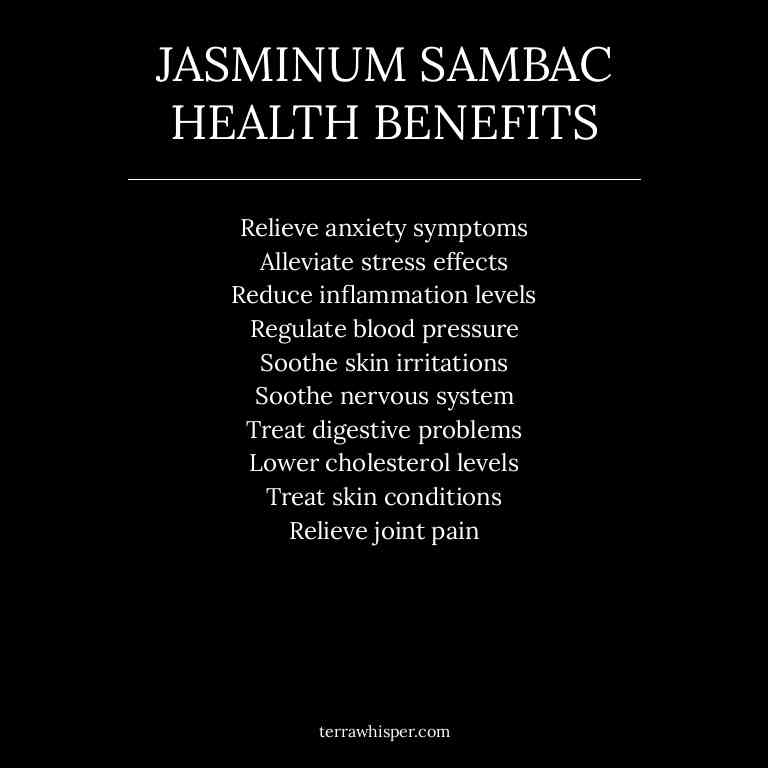 JASMINUM SAMBAC
HEALTH BENEFITS
Relieve anxiety symptoms
Alleviate stress effects
Reduce inflammation levels
Regulate blood pressure
Soothe skin irritations
Soothe nervous system
Treat digestive problems
Lower cholesterol levels
Treat skin conditions
Relieve joint pain
terrawhisper.com